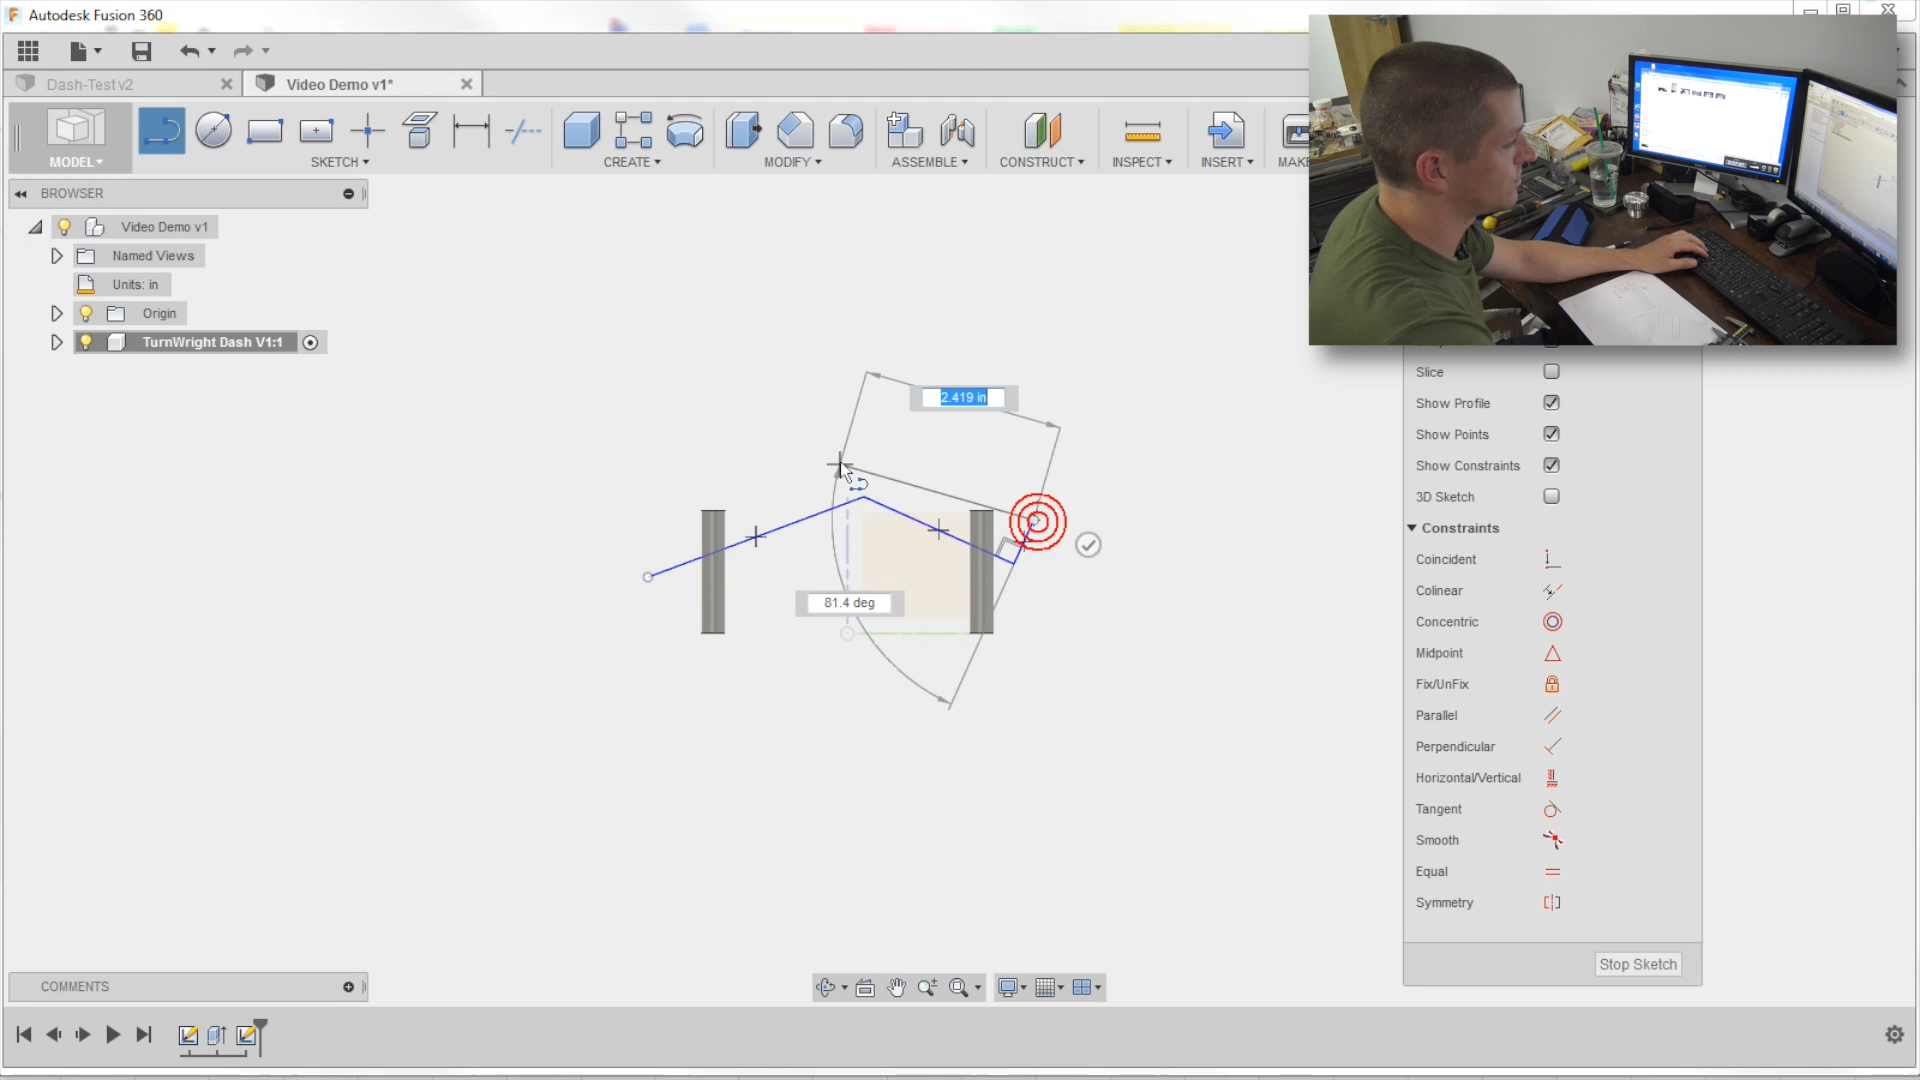 Autodesk Fusion 360
Dash-Test v2
Video Demo v1*
MODEL
SKETCH
CREATE
MODIFY
ASSEMBLE
CONSTRUCT
INSPECT
INSERT
MAK
BROWSER
Video Demo v1
Named Views
Units: in
Origin
TurnWright Dash V1:1
2.419 in
81.4 deg
Slice
Show Profile
Show Points
Show Constraints
3D Sketch
Constraints
Coincident
Colinear
Concentric
Midpoint
Fix/UnFix
Parallel
Perpendicular
Horizontal/Vertical
Tangent
Smooth
Equal
Symmetry
Stop Sketch
COMMENTS